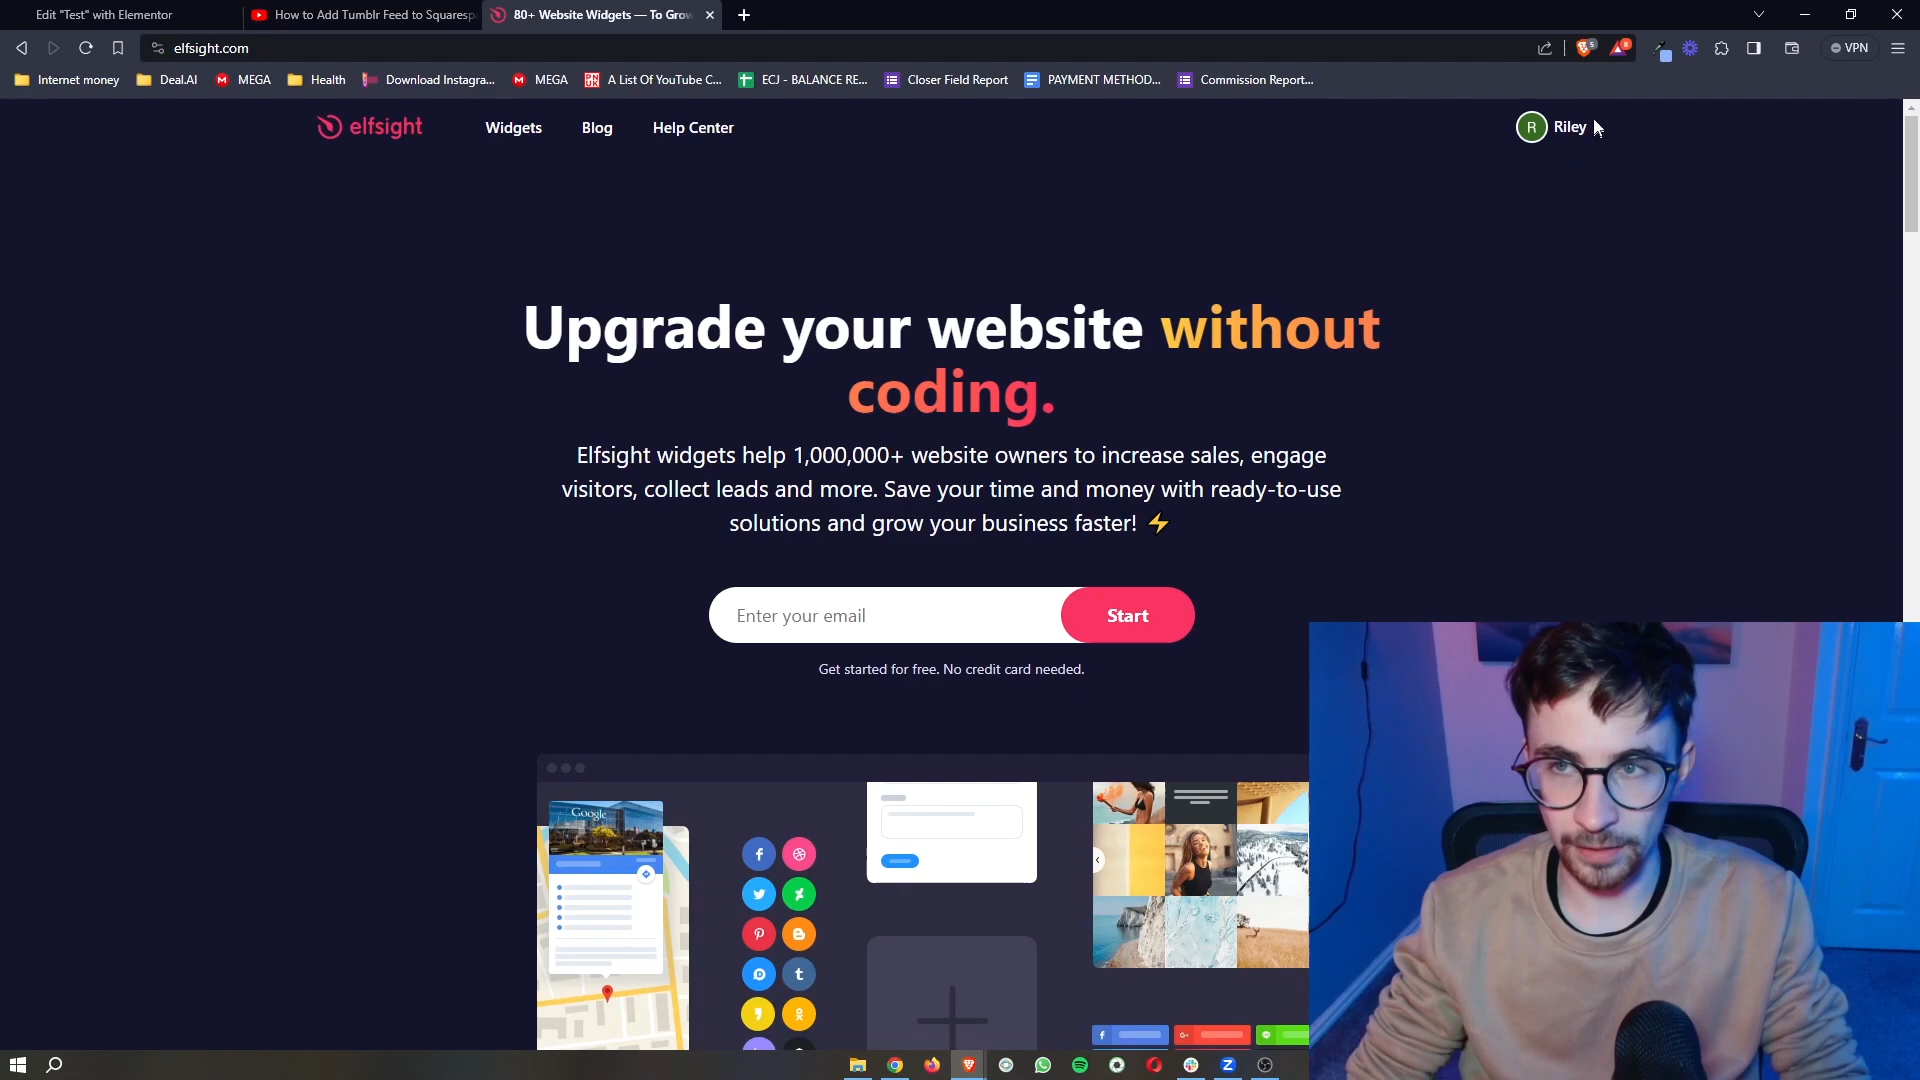 Edit "Test" with Elementor
How to Add Tumblr Feed to Squaresp
80+ Website Widgets — To Grow
elfsight.com
5
8
VPN
Internet money
Deal.AI
MEGA
Health
Download Instagra...
MEGA
A List Of YouTube C...
ECJ - BALANCE RE...
Closer Field Report
PAYMENT METHOD...
Commission Report...
elfsight
Widgets
Blog
Help Center
R
Riley
Upgrade your website without
coding.
Elfsight widgets help 1,000,000+ website owners to increase sales, engage
visitors, collect leads and more. Save your time and money with ready-to-use
solutions and grow your business faster! ⚡
Enter your email
Start
Get started for free. No credit card needed.
Google